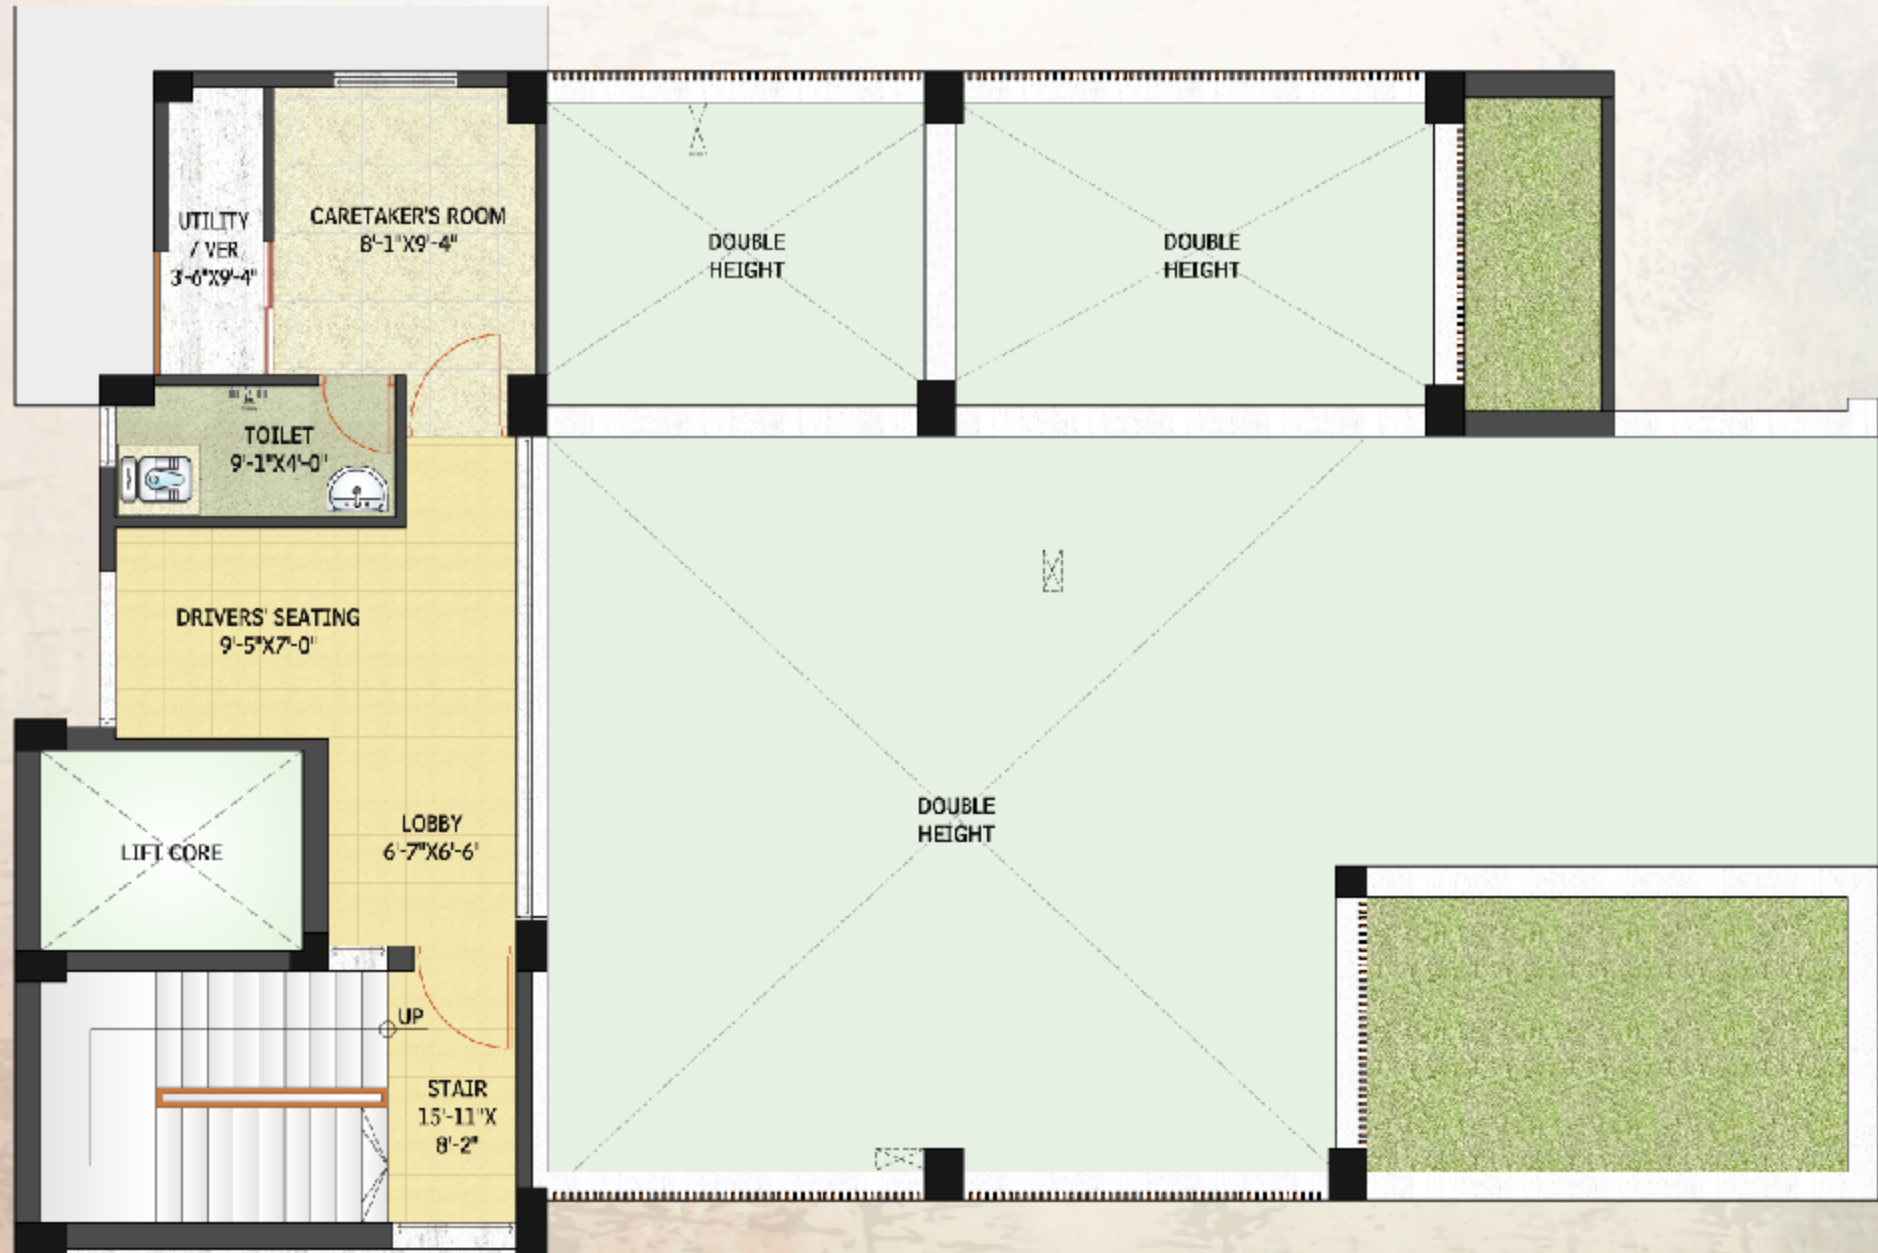 UTILITY
/ VER
3'-6"X9'-4"
CARETAKER'S ROOM
8'-1"X9'-4"
DOUBLE
HEIGHT
DOUBLE
HEIGHT
TOILET
9'-1"X4'-0"
DRIVERS' SEATING
9'-5"X7'-0"
DOUBLE
HEIGHT
LOBBY
6'-7"X6'-6"
LIFT CORE
UP
STAIR
15'-11"X
8'-2"